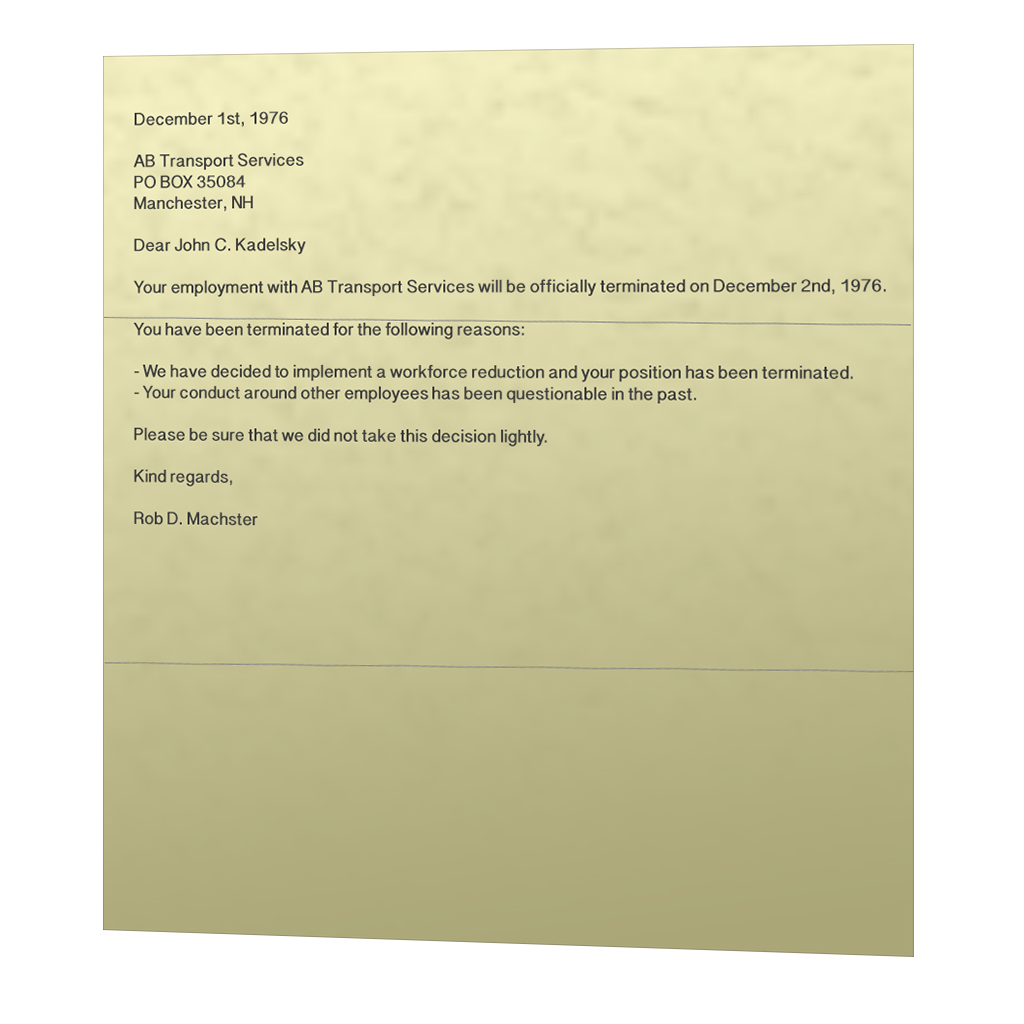 December 1st, 1976
AB Transport Services
PO BOX 35084
Manchester, NH
Dear John C. Kadelsky
Your employment with AB Transport Services will be officially terminated on December 2nd, 1976.
You have been terminated for the following reasons:
- We have decided to implement a workforce reduction and your position has been terminated.
- Your conduct around other employees has been questionable in the past.
Please be sure that we did not take this decision lightly.
Kind regards,
Rob D. Machster